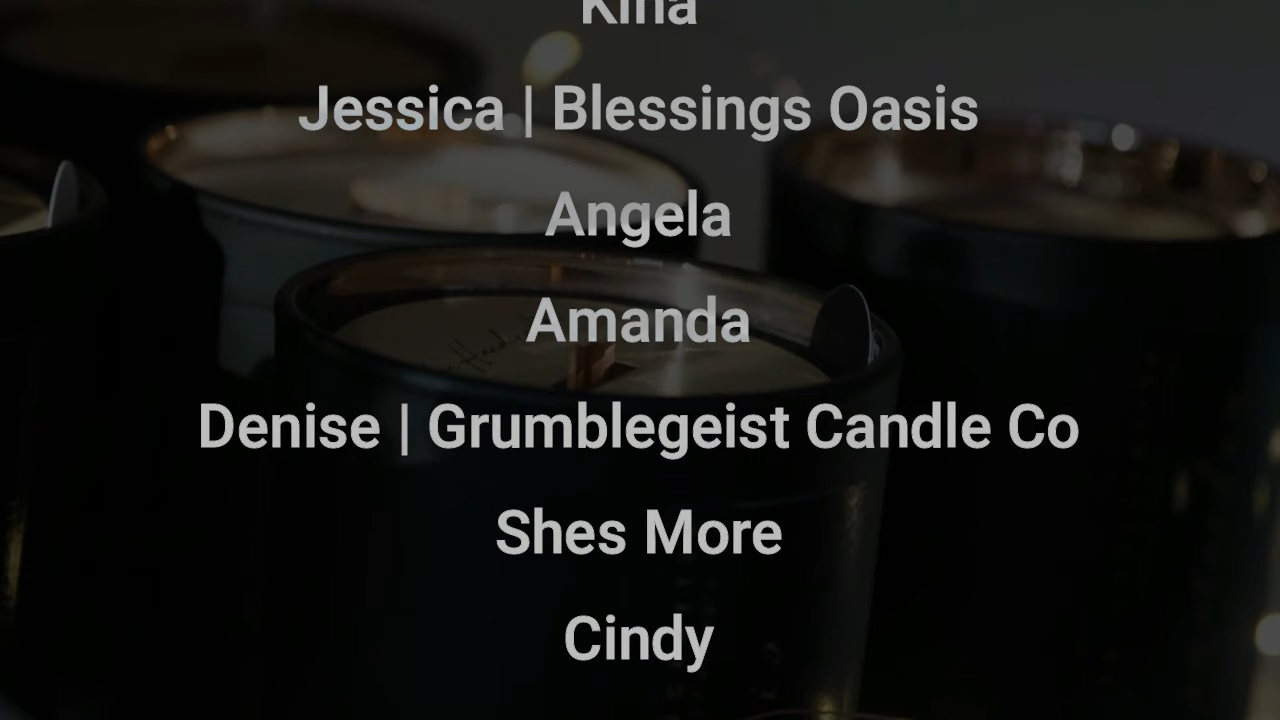 Jessica | Blessings Oasis
Angela
Amanda
Denise | Grumblegeist Candle Co
Shes More
Cindy